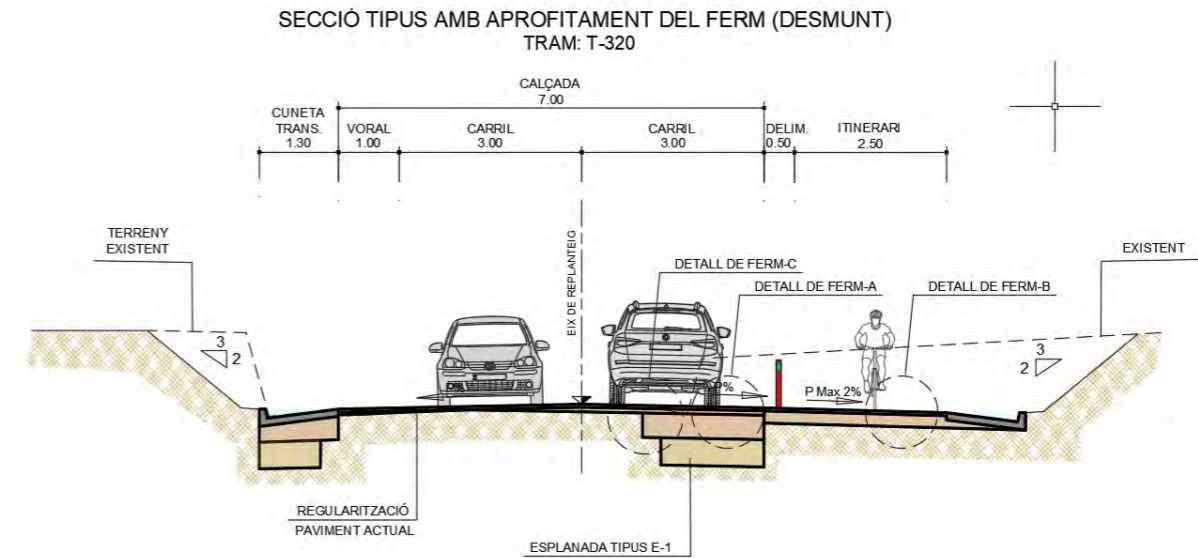 SECCIÓ TIPUS AMB APROFITAMENT DEL FERM (DESMUNT)
TRAM: T-320
CALÇADA
7.00
CUNETA
TRANS.
1.30
VORAL
1.00
CARRIL
3.00
CARRIL
3.00
DELIM.
0.50
ITINERARI
2.50
TERRENY
EXISTENT
EIX DE REPLANTEIG
EXISTENT
DETALL DE FERM-C
DETALL DE FERM-A
DETALL DE FERM-B
3
2
3
2
P%
P Max 2%
REGULARITZACIÓ
PAVIMENT ACTUAL
ESPLANADA TIPUS E-1